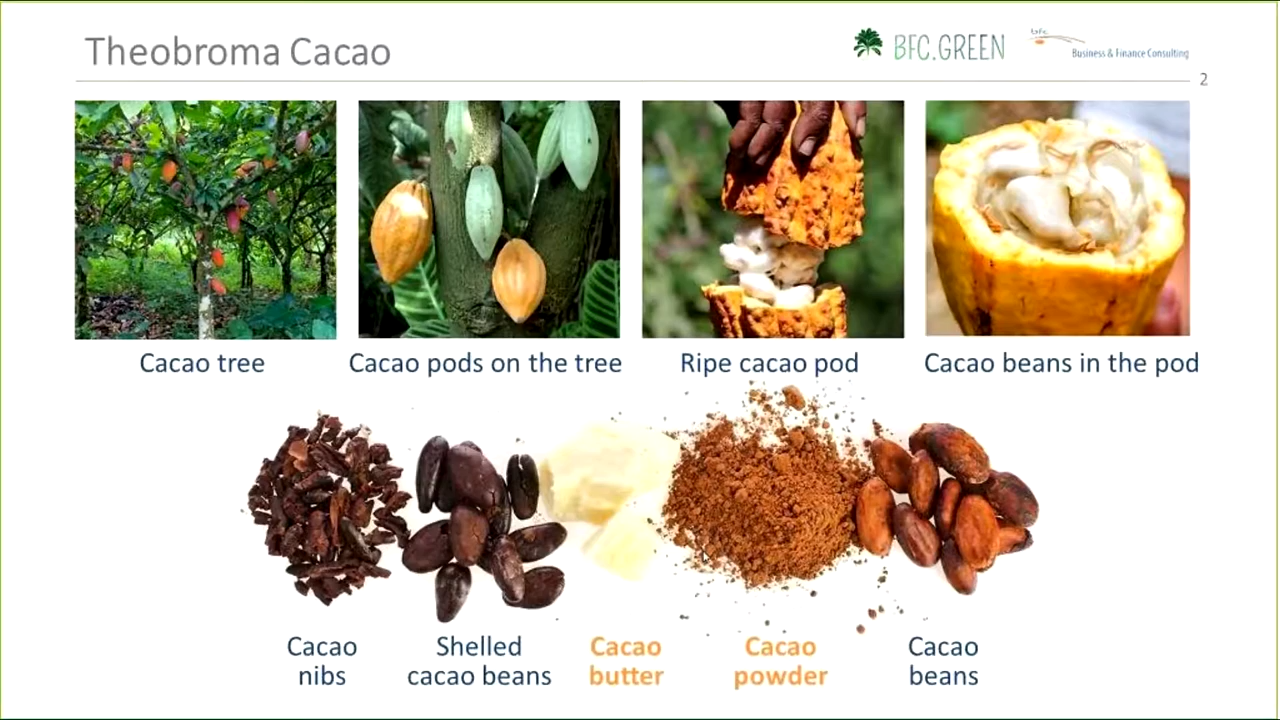 Theobroma Cacao
BFC.GREEN
bfc
Business & Finance Consulting
2
Cacao tree
Cacao pods on the tree
Ripe cacao pod
Cacao beans in the pod
Cacao
nibs
Shelled
cacao beans
Cacao
butter
Cacao
powder
Cacao
beans